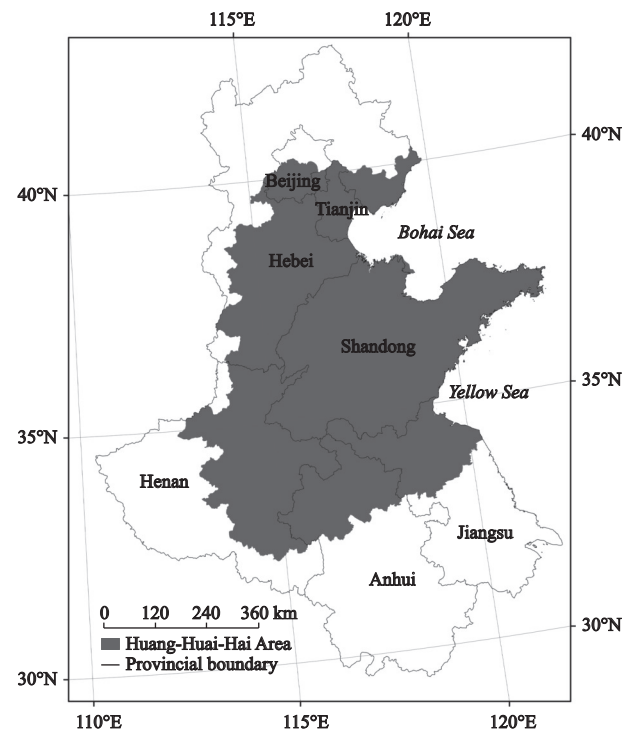 115°E 120°E
40°N
40°N
Beijing
Tianjin
Bohai Sea
Hebei
Shandong
35°N
Yellow Sea
35°N
Henan
Jiangsu
Anhui
0 120 240 360 km
Huang-Huai-Hai Area
Provincial boundary
30°N
30°N
110°E 115°E 120°E